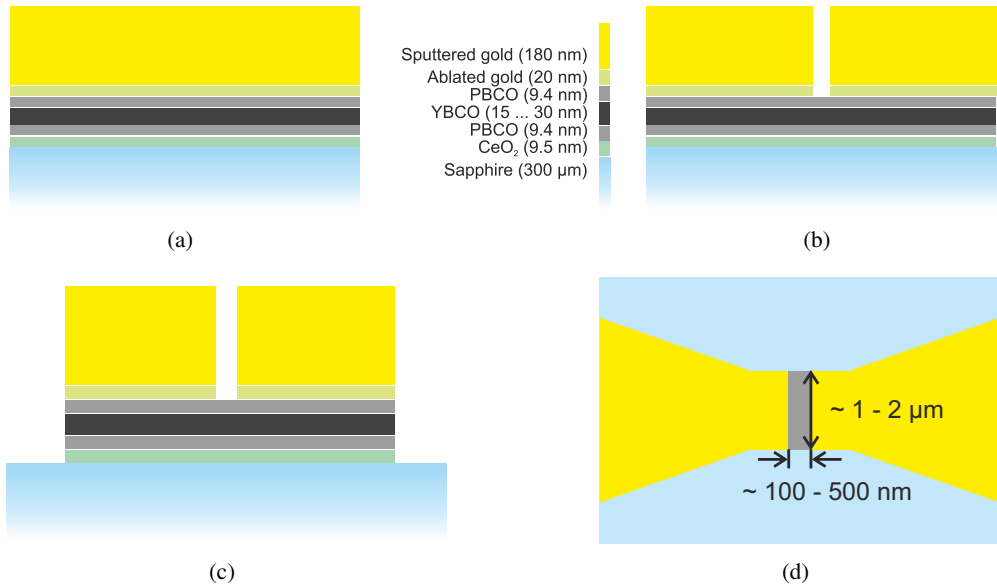 Sputtered gold (180 nm)
Ablated gold (20 nm)
PBCO (9.4 nm)
YBCO (15 ... 30 nm)
PBCO (9.4 nm)
CeO₂ (9.5 nm)
Sapphire (300 µm)
(a)
(b)
~ 1 - 2 µm
~ 100 - 500 nm
(c)
(d)